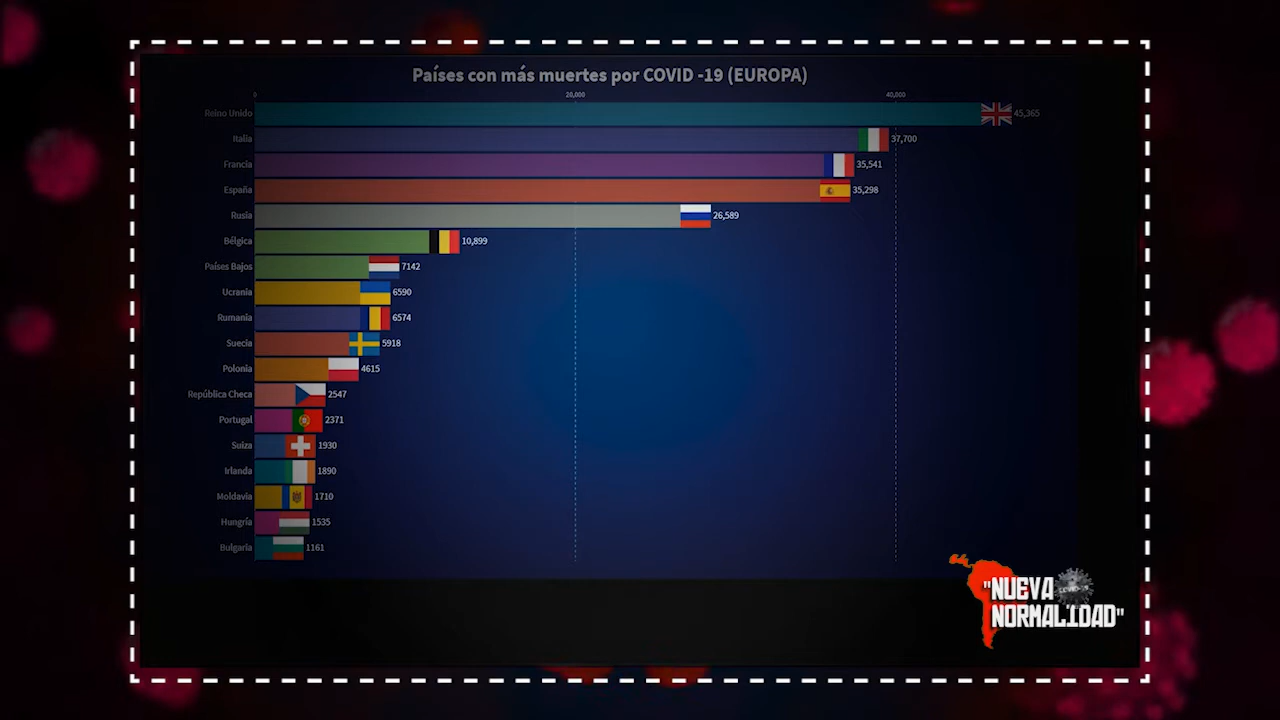 Países con más muertes por COVID -19 (EUROPA)
0 20,000 40,000
Reino Unido 45,365
Italia 37,700
Francia 35,541
España 35,298
Rusia 26,589
Bélgica 10,899
Países Bajos 7142
Ucrania 6590
Rumania 6574
Suecia 5918
Polonia 4615
República Checa 2547
Portugal 2371
Suiza 1930
Irlanda 1890
Moldavia 1710
Hungría 1535
Bulgaria 1161
"NUEVA
COVID-19
NORMALIDAD"